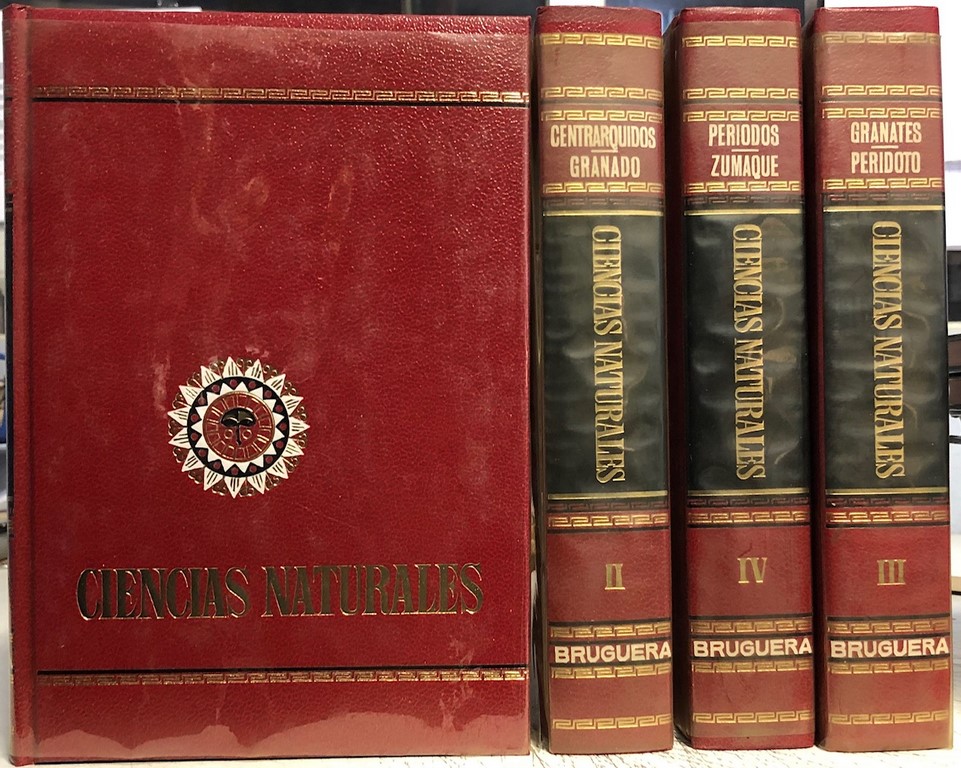 CIENCIAS NATURALES
CENTRARQUIDOS
GRANADO
CIENCIAS NATURALES
II
BRUGUERA
PERIODOS
ZUMAQUE
CIENCIAS NATURALES
IV
BRUGUERA
GRANATES
PERIDOTO
CIENCIAS NATURALES
III
BRUGUERA